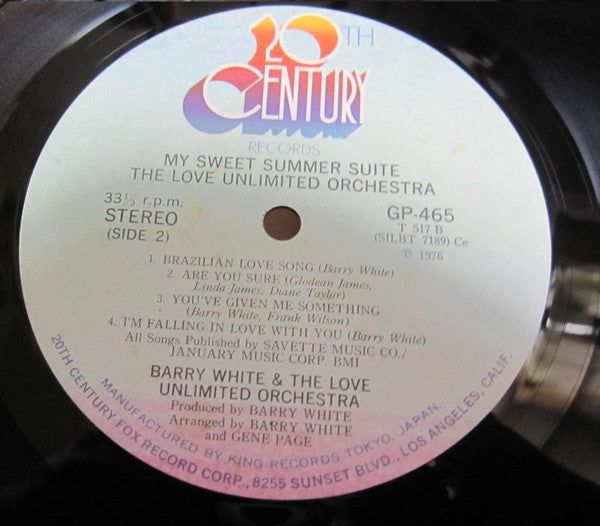 20TH
CENTURY
RECORDS
MY SWEET SUMMER SUITE
THE LOVE UNLIMITED ORCHESTRA
33⅓ r.p.m.
STEREO
(SIDE 2)
GP-465
T 517 B
(SILBT 7189) Ce
℗ 1976
1. BRAZILIAN LOVE SONG (Barry White)
2. ARE YOU SURE (Glodean James,
Linda James, Diane Taylor)
3. YOU'VE GIVEN ME SOMETHING
(Barry White, Frank Wilson)
4. I'M FALLING IN LOVE WITH YOU (Barry White)
All Songs Published by SAVETTE MUSIC CO./
JANUARY MUSIC CORP. BMI
BARRY WHITE & THE LOVE
UNLIMITED ORCHESTRA
Produced by BARRY WHITE
Arranged by BARRY WHITE
and GENE PAGE
MANUFACTURED BY KING RECORDS TOKYO, JAPAN.
20TH CENTURY FOX RECORD CORP., 8255 SUNSET BLVD., LOS ANGELES, CALIF.